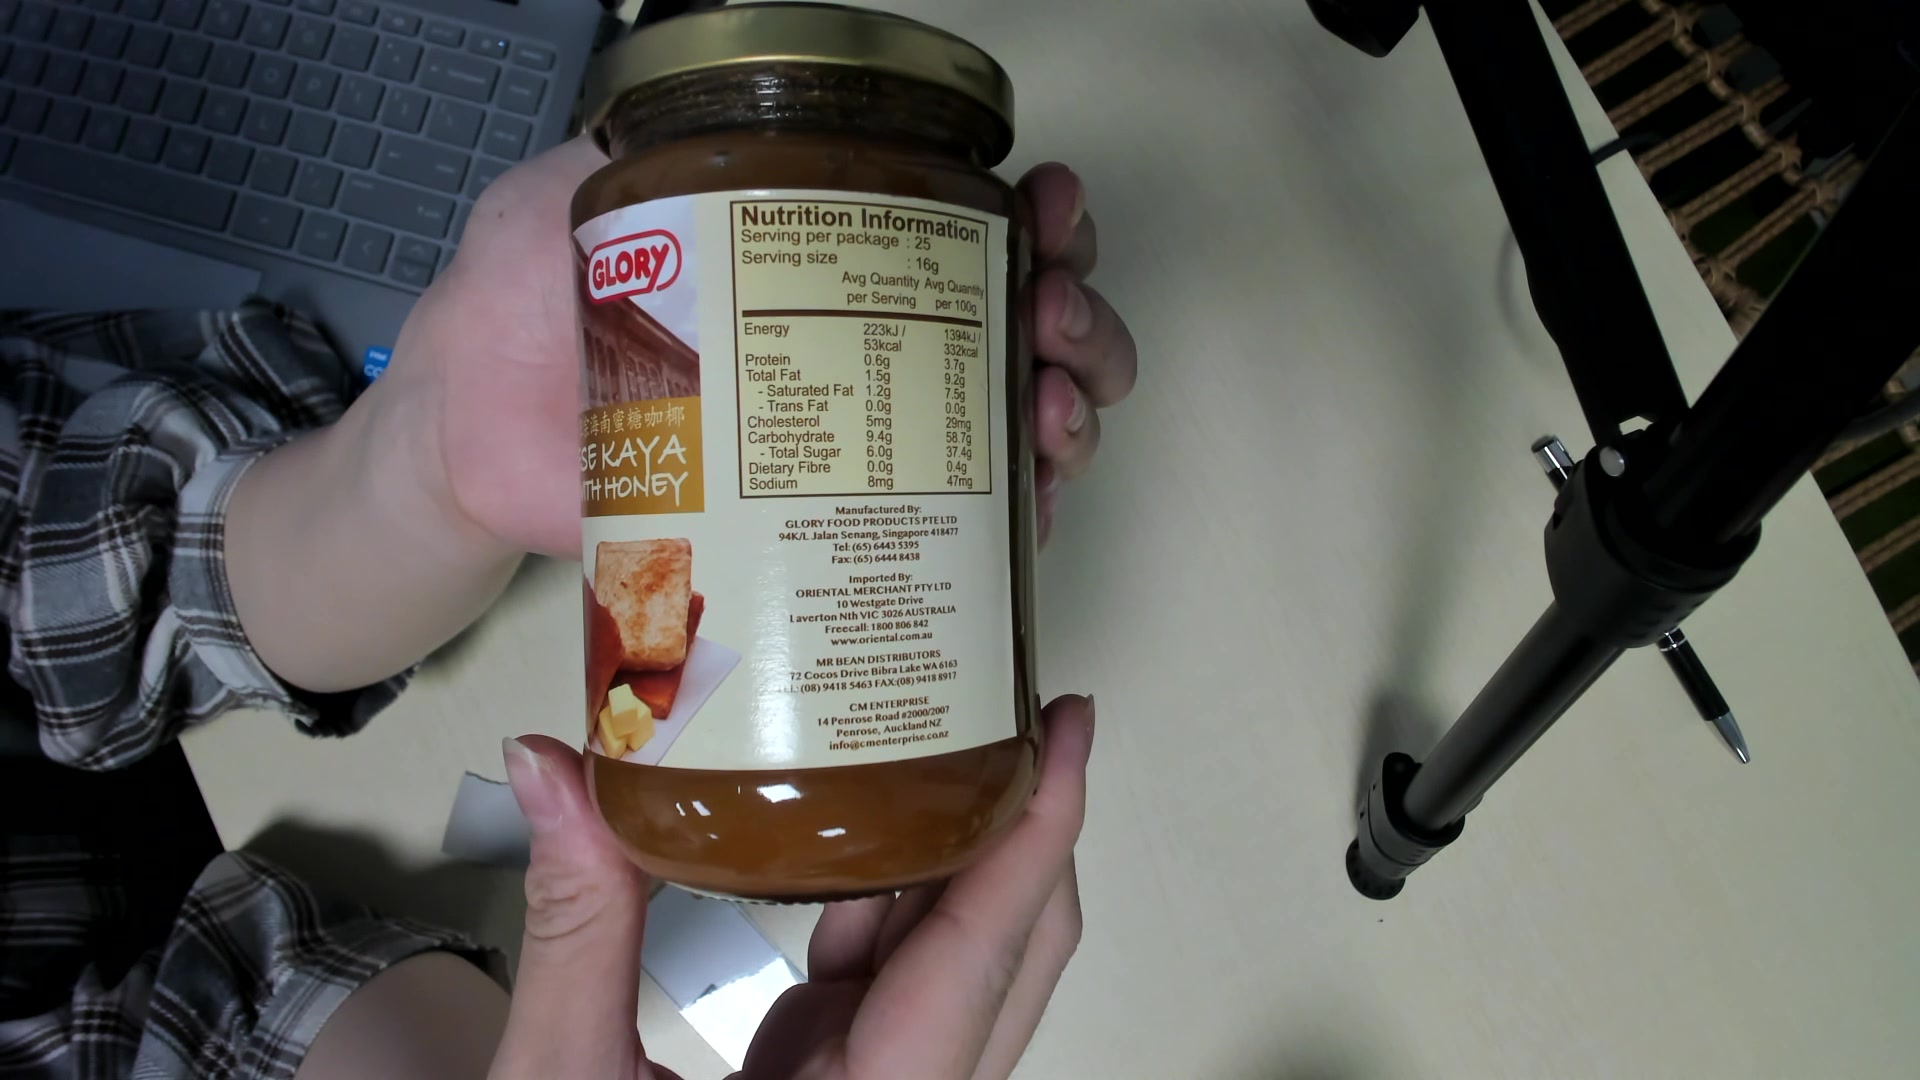 GLORY
海南蜜糖咖椰
SE KAYA
TH HONEY
Nutrition Information
Serving per package : 25
Serving size : 16g
Avg Quantity Avg Quantity
per Serving per 100g
Energy 223kJ / 1394kJ /
53kcal 332kcal
Protein 0.6g 3.7g
Total Fat 1.5g 9.2g
- Saturated Fat 1.2g 7.5g
- Trans Fat 0.0g 0.0g
Cholesterol 5mg 29mg
Carbohydrate 9.4g 58.7g
- Total Sugar 6.0g 37.4g
Dietary Fibre 0.0g 0.4g
Sodium 8mg 47mg
Manufactured By:
GLORY FOOD PRODUCTS PTE LTD
94K/L Jalan Senang, Singapore 418477
Tel: (65) 6443 5395
Fax: (65) 6444 8438
Imported By:
ORIENTAL MERCHANT PTY LTD
10 Westgate Drive
Laverton Nth VIC 3026 AUSTRALIA
Freecall: 1800 806 842
www.oriental.com.au
MR BEAN DISTRIBUTORS
72 Cocos Drive Bibra Lake WA 6163
TEL: (08) 9418 5463 FAX:(08) 9418 8917
CM ENTERPRISE
14 Penrose Road #2000/2007
Penrose, Auckland NZ
info@cmenterprise.co.nz